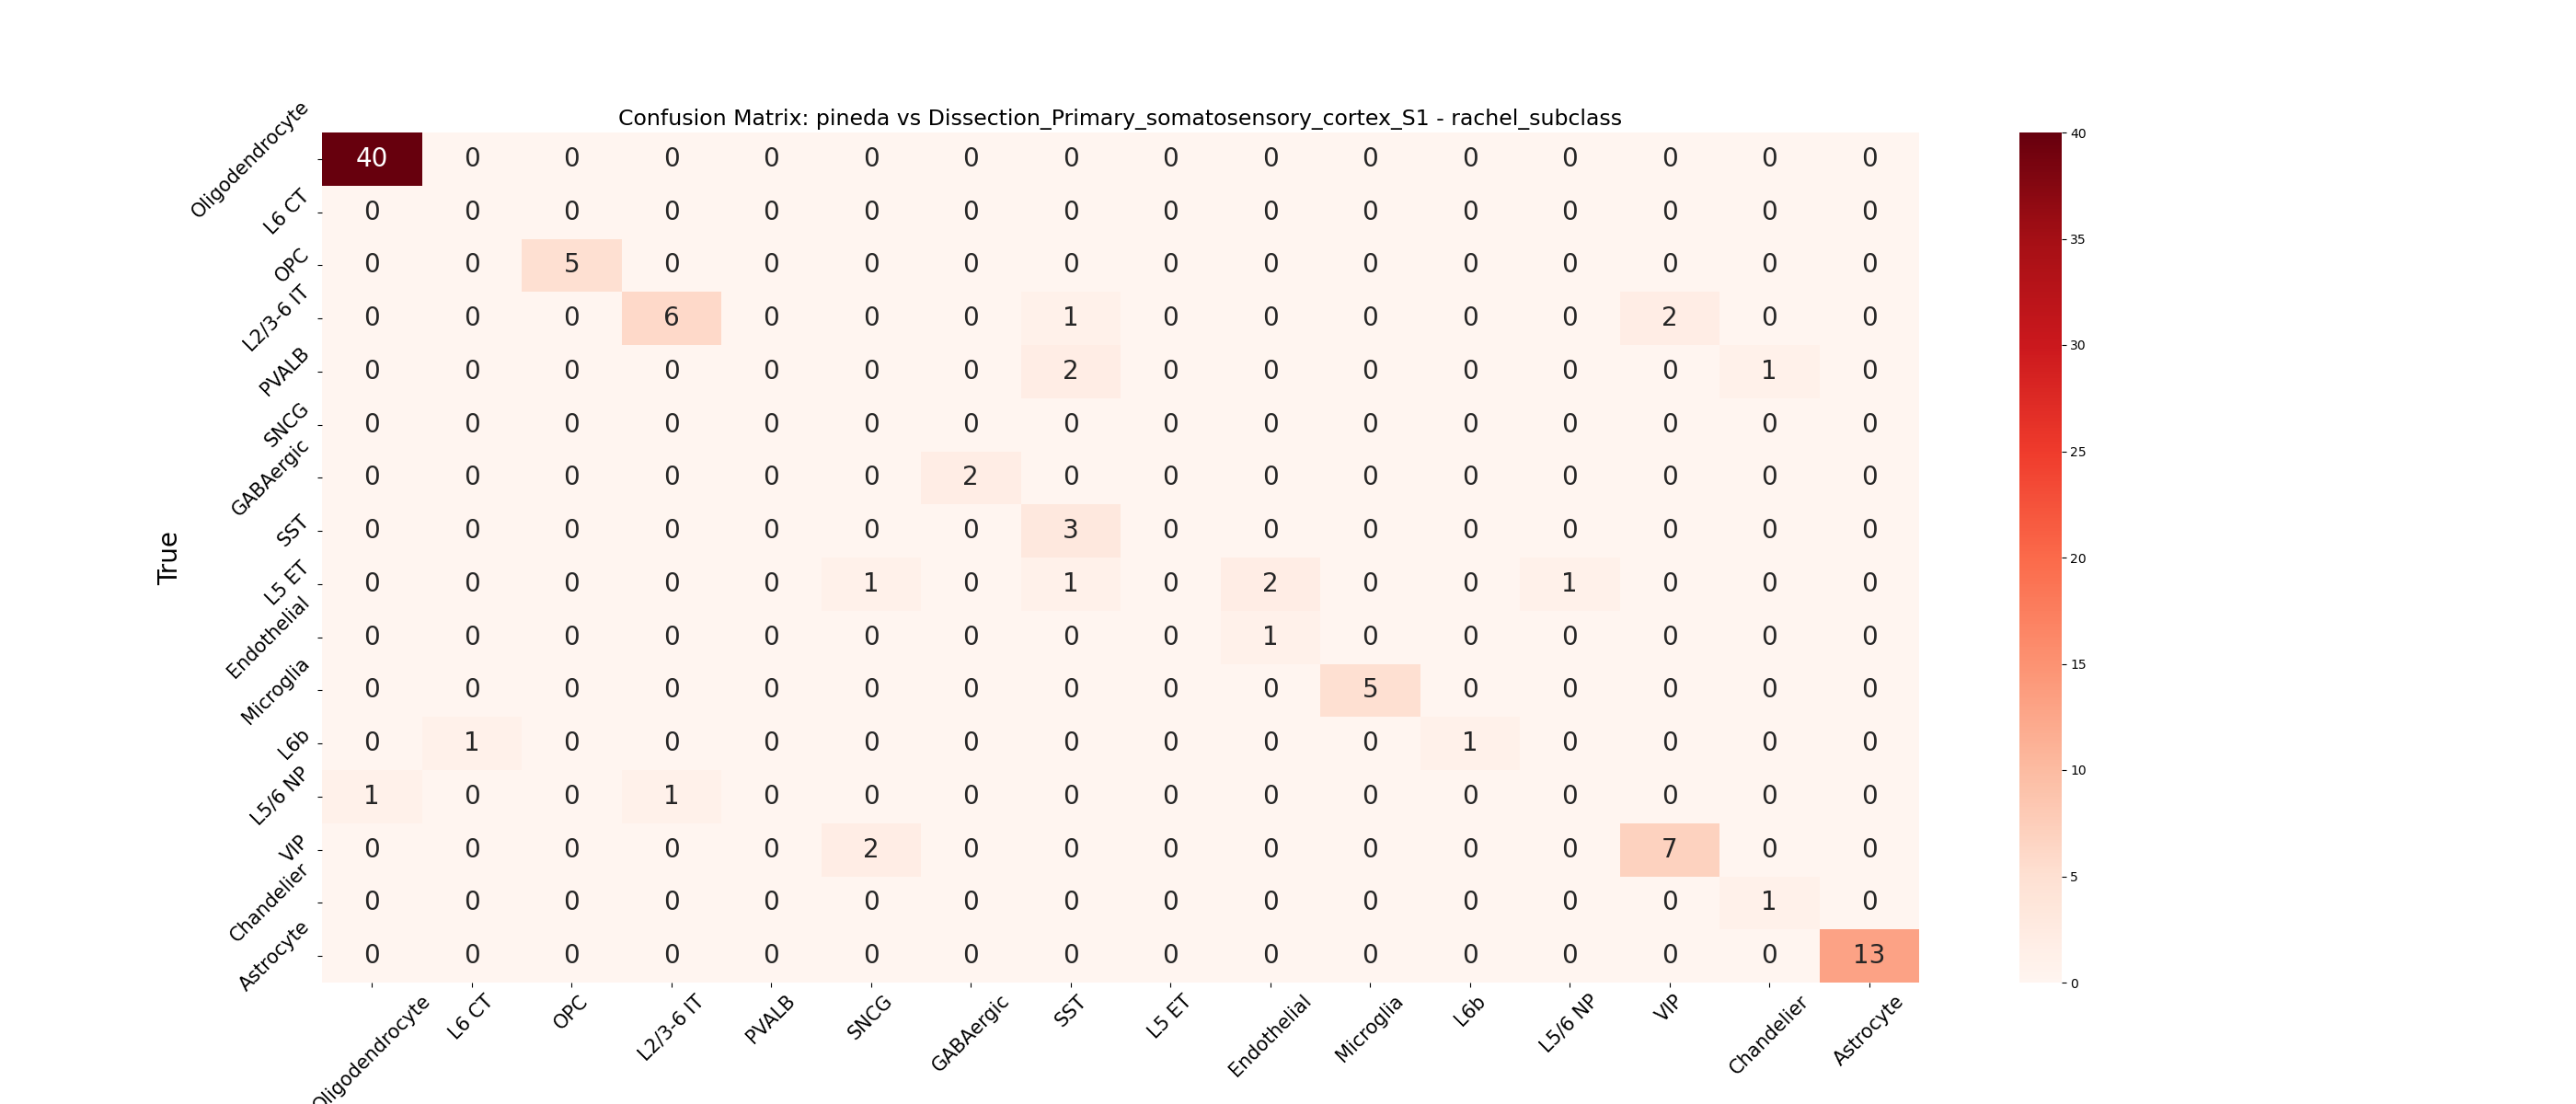 Confusion Matrix: pineda vs Dissection_Primary_somatosensory_cortex_S1 - rachel_subclass
True
Oligodendrocyte 40 0 0 0 0 0 0 0 0 0 0 0 0 0 0 0
L6 CT 0 0 0 0 0 0 0 0 0 0 0 0 0 0 0 0
OPC 0 0 5 0 0 0 0 0 0 0 0 0 0 0 0 0
L2/3-6 IT 0 0 0 6 0 0 0 1 0 0 0 0 0 2 0 0
PVALB 0 0 0 0 0 0 0 2 0 0 0 0 0 0 1 0
SNCG 0 0 0 0 0 0 0 0 0 0 0 0 0 0 0 0
GABAergic 0 0 0 0 0 0 2 0 0 0 0 0 0 0 0 0
SST 0 0 0 0 0 0 0 3 0 0 0 0 0 0 0 0
L5 ET 0 0 0 0 0 1 0 1 0 2 0 0 1 0 0 0
Endothelial 0 0 0 0 0 0 0 0 0 1 0 0 0 0 0 0
Microglia 0 0 0 0 0 0 0 0 0 0 5 0 0 0 0 0
L6b 0 1 0 0 0 0 0 0 0 0 0 1 0 0 0 0
L5/6 NP 1 0 0 1 0 0 0 0 0 0 0 0 0 0 0 0
VIP 0 0 0 0 0 2 0 0 0 0 0 0 0 7 0 0
Chandelier 0 0 0 0 0 0 0 0 0 0 0 0 0 0 1 0
Astrocyte 0 0 0 0 0 0 0 0 0 0 0 0 0 0 0 13
Oligodendrocyte L6 CT OPC L2/3-6 IT PVALB SNCG GABAergic SST L5 ET Endothelial Microglia L6b L5/6 NP VIP Chandelier Astrocyte
40
35
30
25
20
15
10
5
0